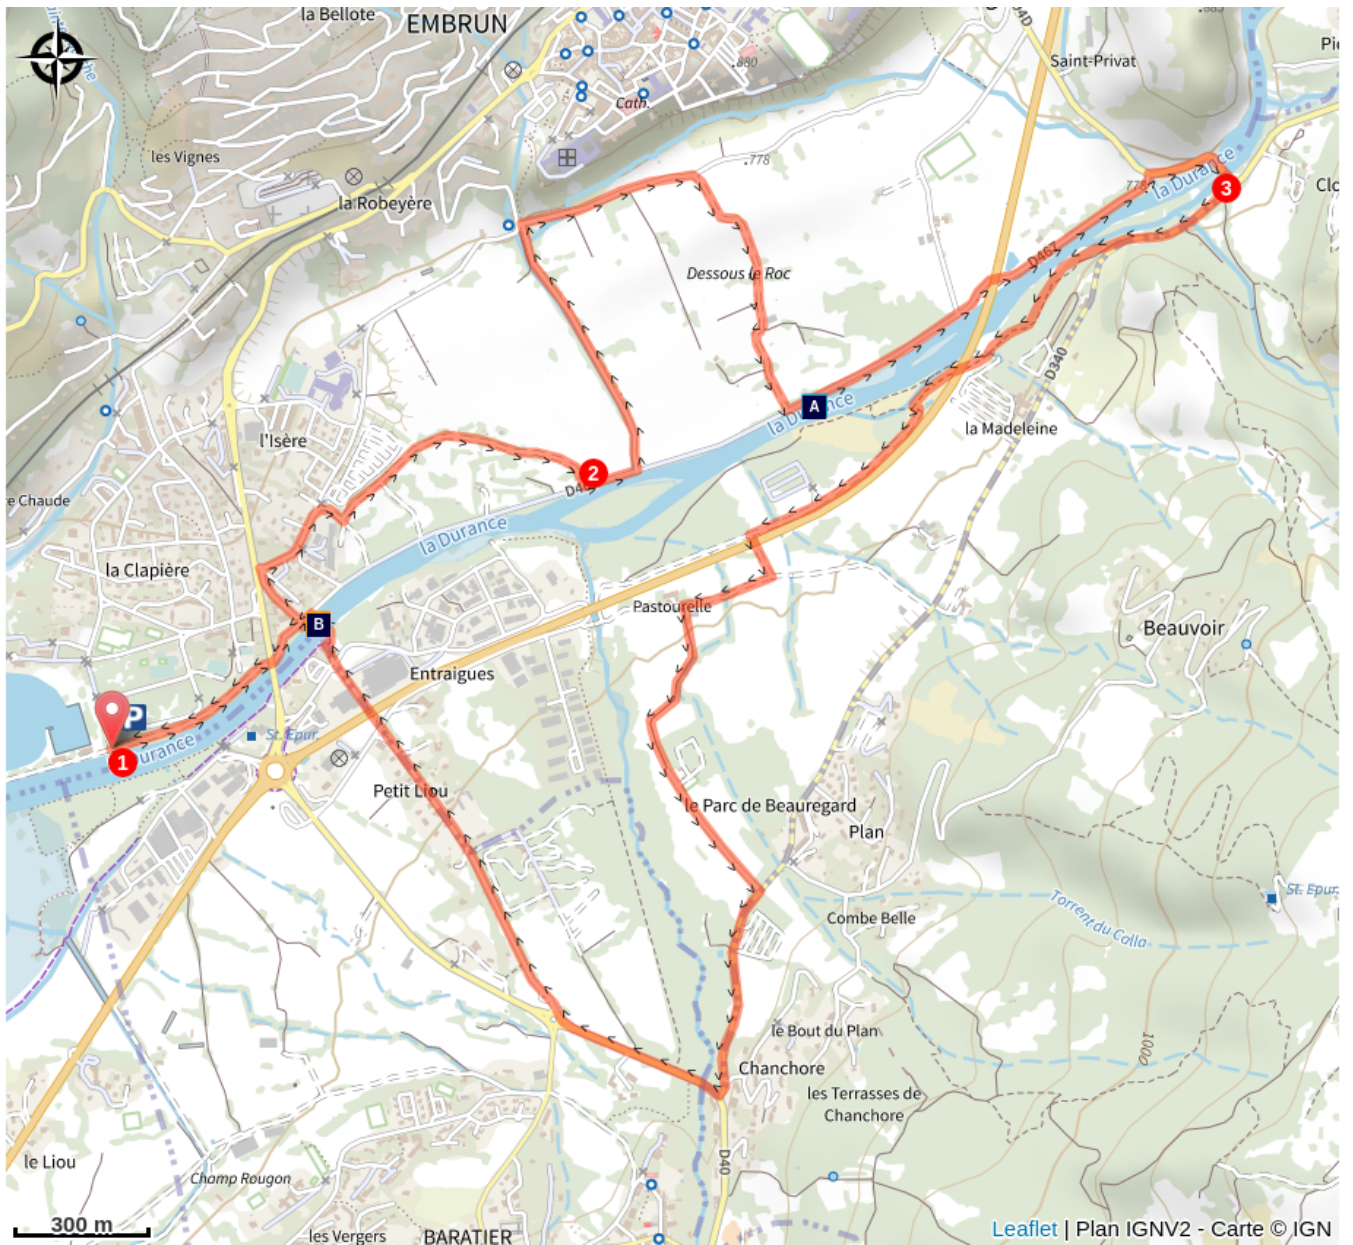 la Bellote
EMBRUN
.880
Saint-Privat
Cath.
les Vignes
.778
la Durance
3
la Robeyère
778
D467
Dessous le Roc
D340
A
la Durance
l'Isère
la Madeleine
2
e Chaude
la Durance
la Clapière
Pastourelle
B
Beauvoir
Entraigues
P
St. Epur.
Durance
1
Petit Liou
le Parc de Beauregard
Plan
St. Epur.
Combe Belle
Torrent du Colla
le Bout du Plan
1000
Chanchore
les Terrasses de
Chanchore
le Liou
D40
Champ Rougon
300 m
les Vergers
BARATIER
Leaflet | Plan IGNV2 - Carte © IGN